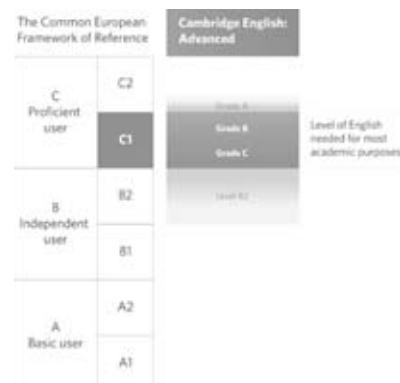 The Common European
Framework of Reference
Cambridge English:
Advanced
C
Proficient
user
C2
C1
Grade A
Grade B
Grade C
Level of English
needed for most
academic purposes
B
Independent
user
B2
B1
Level B2
A
Basic user
A2
A1